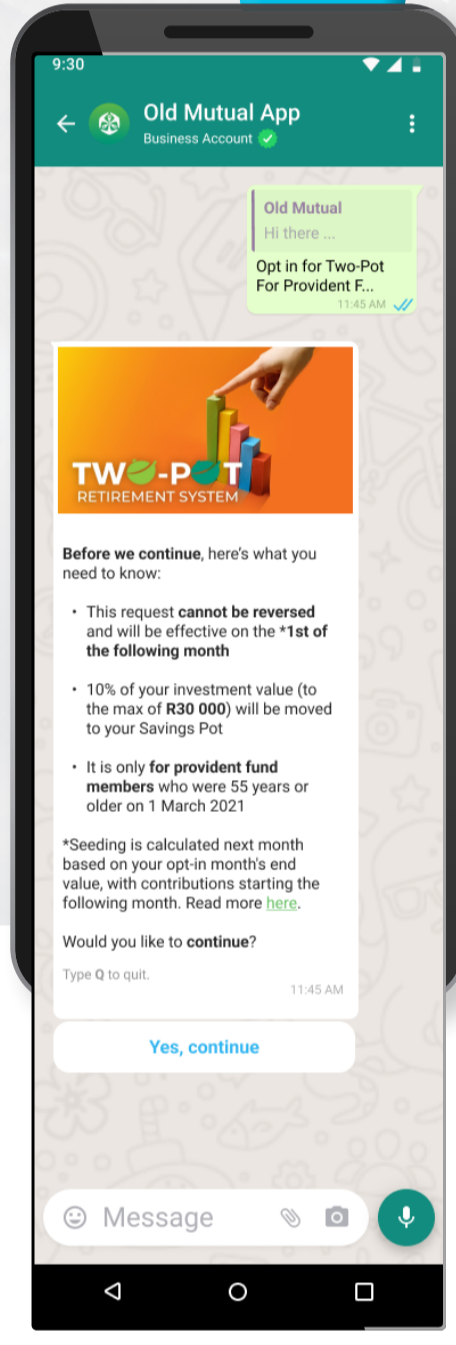 9:30
Old Mutual App
Business Account
Old Mutual
Hi there ...
Opt in for Two-Pot
For Provident F...
11:45 AM
TWO-POT
RETIREMENT SYSTEM
Before we continue, here's what you
need to know:
• This request cannot be reversed
and will be effective on the *1st of
the following month
• 10% of your investment value (to
the max of R30 000) will be moved
to your Savings Pot
• It is only for provident fund
members who were 55 years or
older on 1 March 2021
*Seeding is calculated next month
based on your opt-in month's end
value, with contributions starting the
following month. Read more here.
Would you like to continue?
Type Q to quit.
11:45 AM
Yes, continue
Message